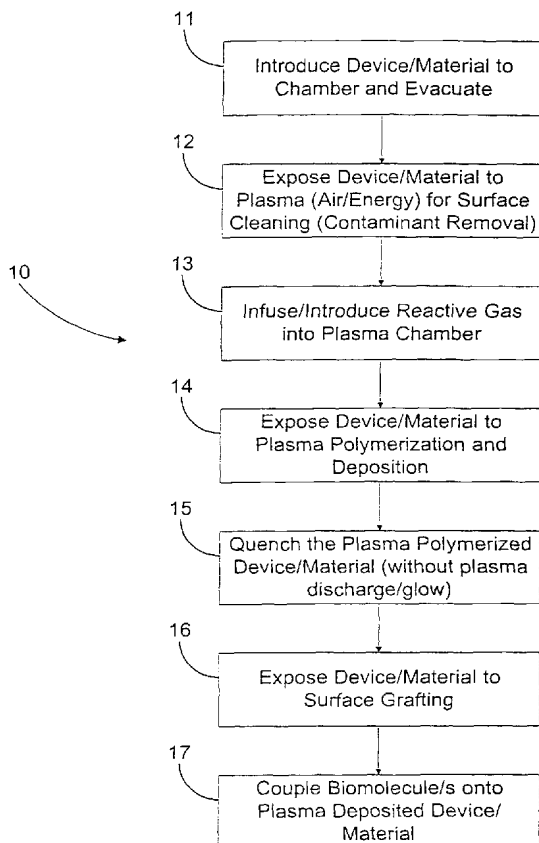 11
Introduce Device/Material to
Chamber and Evacuate
12
Expose Device/Material to
Plasma (Air/Energy) for Surface
Cleaning (Contaminant Removal)
13
10
Infuse/Introduce Reactive Gas
into Plasma Chamber
14
Expose Device/Material to
Plasma Polymerization and
Deposition
15
Quench the Plasma Polymerized
Device/Material (without plasma
discharge/glow)
16
Expose Device/Material to
Surface Grafting
17
Couple Biomolecule/s onto
Plasma Deposited Device/
Material